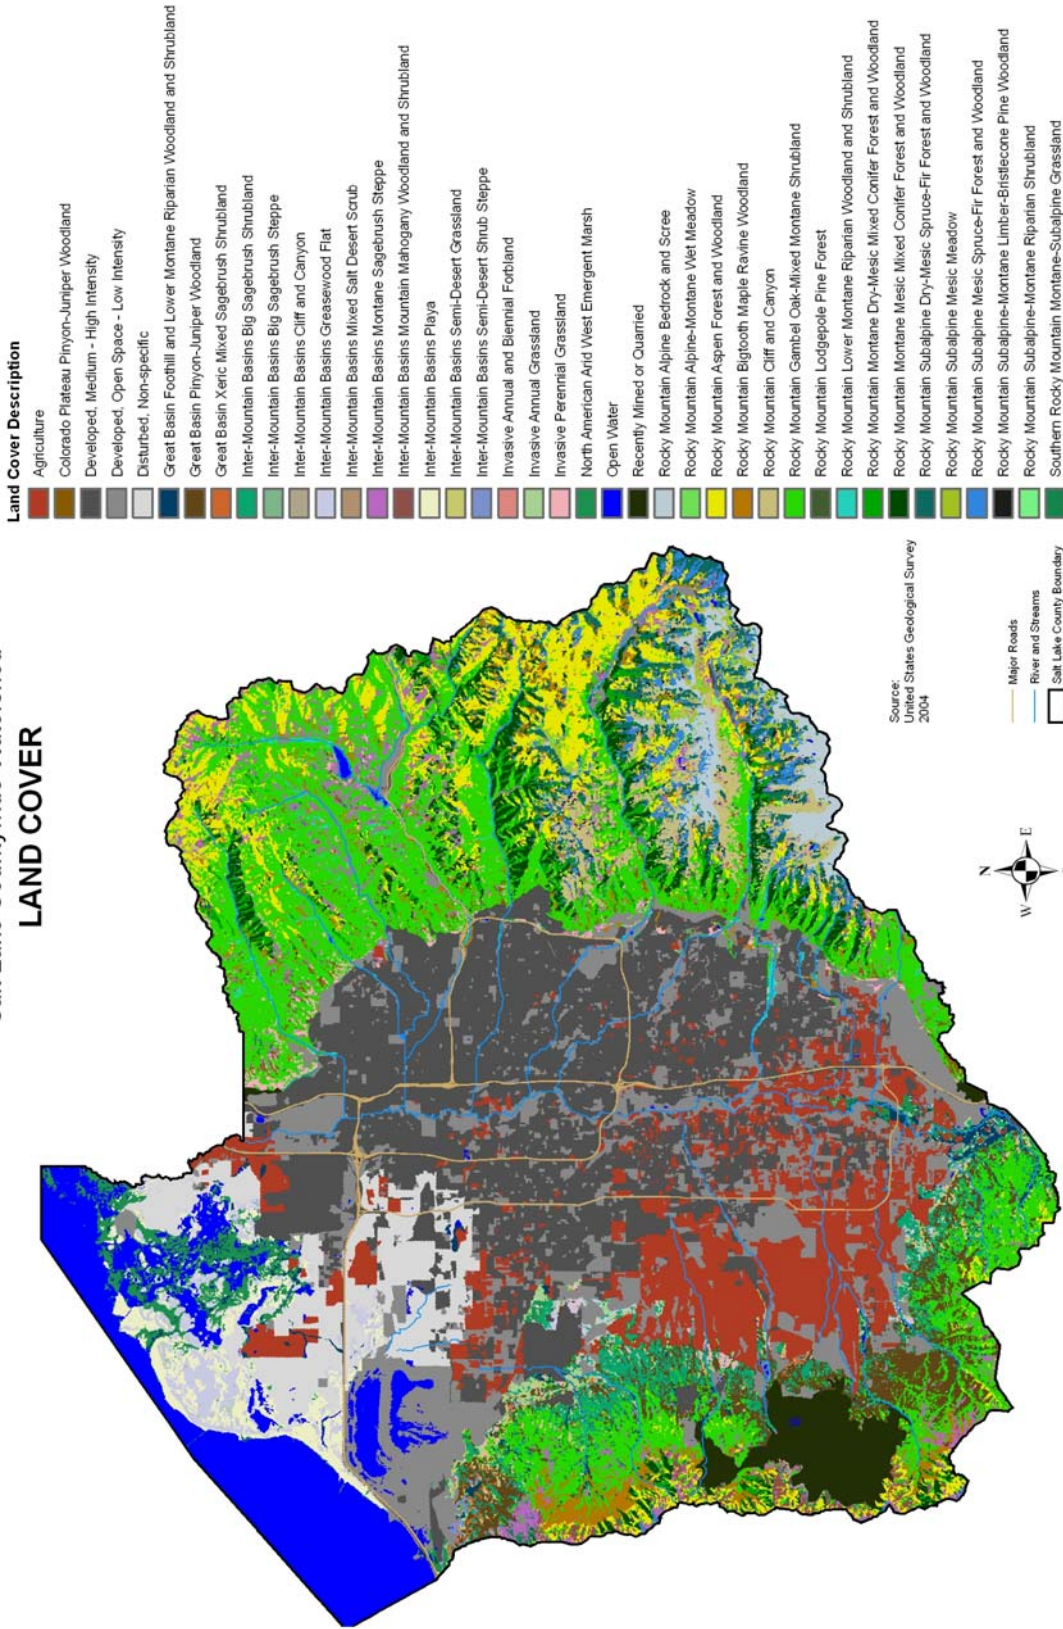 LAND COVER
Land Cover Description
Agriculture
Colorado Plateau Pinyon-Juniper Woodland
Developed, Medium - High Intensity
Developed, Open Space - Low Intensity
Disturbed, Non-specific
Great Basin Foothill and Lower Montane Riparian Woodland and Shrubland
Great Basin Pinyon-Juniper Woodland
Great Basin Xeric Mixed Sagebrush Shrubland
Inter-Mountain Basins Big Sagebrush Shrubland
Inter-Mountain Basins Big Sagebrush Steppe
Inter-Mountain Basins Cliff and Canyon
Inter-Mountain Basins Greasewood Flat
Inter-Mountain Basins Mixed Salt Desert Scrub
Inter-Mountain Basins Montane Sagebrush Steppe
Inter-Mountain Basins Mountain Mahogany Woodland and Shrubland
Inter-Mountain Basins Playa
Inter-Mountain Basins Semi-Desert Grassland
Inter-Mountain Basins Semi-Desert Shrub Steppe
Invasive Annual and Biennial Forbland
Invasive Annual Grassland
Invasive Perennial Grassland
North American Arid West Emergent Marsh
Open Water
Recently Mined or Quarried
Rocky Mountain Alpine Bedrock and Scree
Rocky Mountain Alpine-Montane Wet Meadow
Rocky Mountain Aspen Forest and Woodland
Rocky Mountain Bigtooth Maple Ravine Woodland
Rocky Mountain Cliff and Canyon
Rocky Mountain Gambel Oak-Mixed Montane Shrubland
Rocky Mountain Lodgepole Pine Forest
Rocky Mountain Lower Montane Riparian Woodland and Shrubland
Rocky Mountain Montane Dry-Mesic Mixed Conifer Forest and Woodland
Rocky Mountain Montane Mesic Mixed Conifer Forest and Woodland
Rocky Mountain Subalpine Dry-Mesic Spruce-Fir Forest and Woodland
Rocky Mountain Subalpine Mesic Meadow
Rocky Mountain Subalpine Mesic Spruce-Fir Forest and Woodland
Rocky Mountain Subalpine-Montane Limber-Bristlecone Pine Woodland
Rocky Mountain Subalpine-Montane Riparian Shrubland
Southern Rocky Mountain Montane-Subalpine Grassland
Source:
United States Geological Survey
2004
Major Roads
River and Streams
Salt Lake County Boundary
N
W E